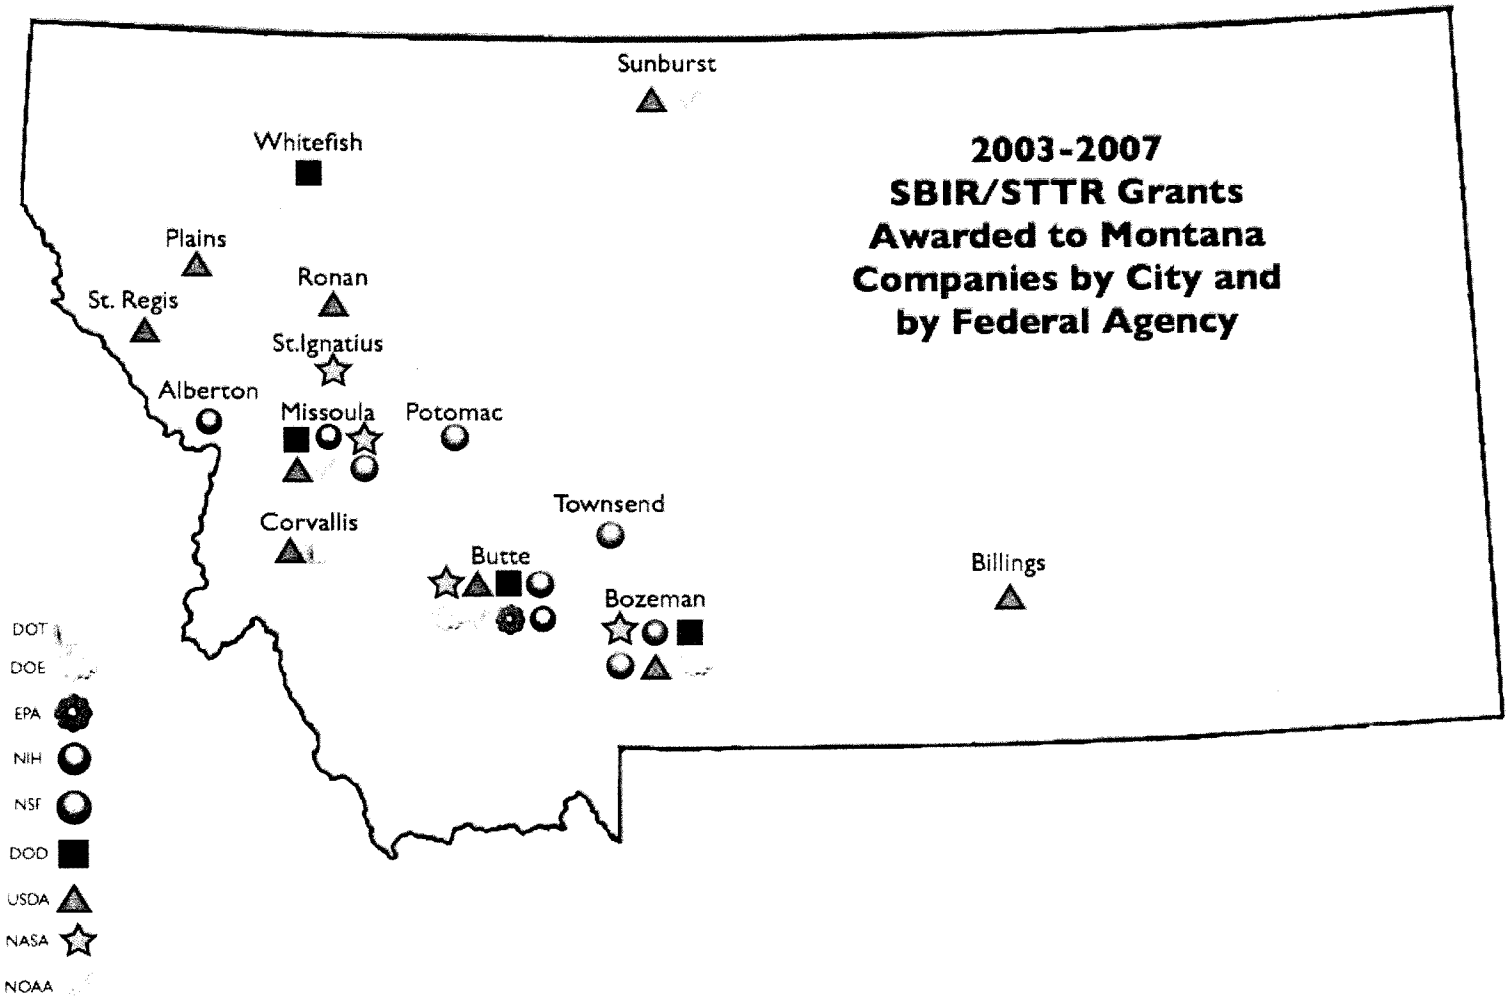 Sunburst
Whitefish
2003-2007
SBIR/STTR Grants
Awarded to Montana
Companies by City and
by Federal Agency
Plains
Ronan
St. Regis
St.Ignatius
Alberton
Missoula
Potomac
Townsend
Corvallis
Butte
Billings
Bozeman
DOT
DOE
EPA
NIH
NSF
DOD
USDA
NASA
NOAA